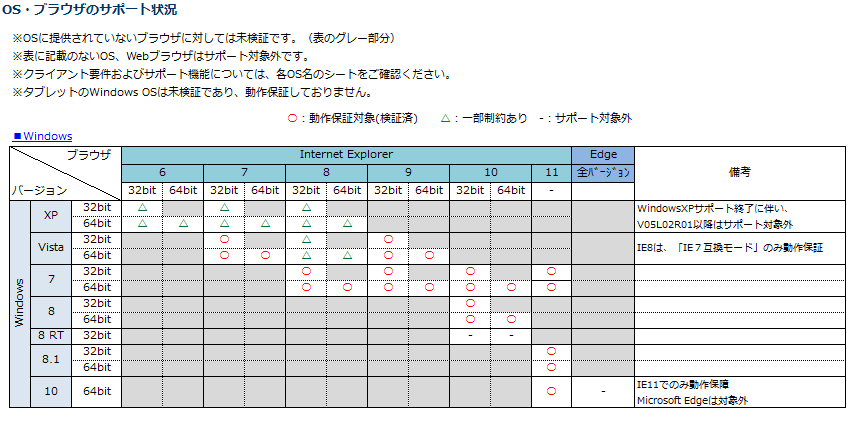 OS・ブラウザのサポート状況
※OSに提供されていないブラウザに対しては未検証です。（表のグレー部分）
※表に記載のないOS、Webブラウザはサポート対象外です。
※クライアント要件およびサポート機能については、各OS名のシートをご確認ください。
※タブレットのWindows OSは未検証であり、動作保証しておりません。
○：動作保証対象(検証済)　△：一部制約あり　-：サポート対象外
■Windows
ブラウザ Internet Explorer Edge 備考
6 7 8 9 10 11 全ﾊﾞｰｼﾞｮﾝ
バージョン 32bit 64bit 32bit 64bit 32bit 64bit 32bit 64bit 32bit 64bit -
Windows
XP 32bit △ △ △ WindowsXPサポート終了に伴い、
64bit △ △ △ △ △ △ V05L02R01以降はサポート対象外
Vista 32bit ○ △ ○ IE8は、「IE７互換モード」のみ動作保証
64bit ○ ○ △ △ ○ ○
7 32bit ○ ○ ○ ○
64bit ○ ○ ○ ○ ○ ○ ○
8 32bit ○
64bit ○ ○
8 RT 32bit - -
8.1 32bit ○
64bit ○
10 64bit ○ - IE11でのみ動作保障
Microsoft Edgeは対象外